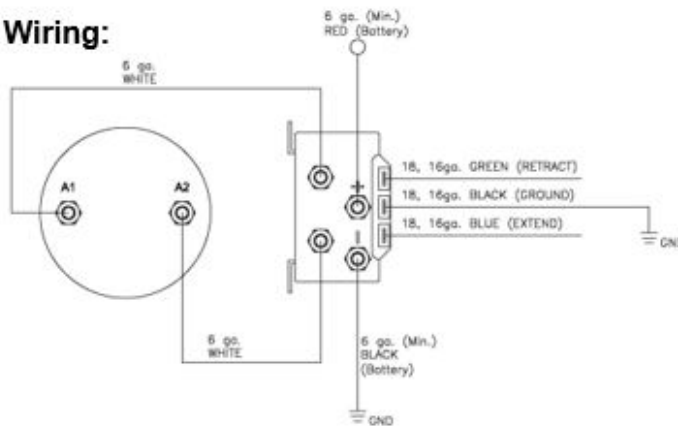 Wiring:
6 ga. (Min.)
RED (Battery)
6 ga.
WHITE
A1
A2
+
18, 16ga. GREEN (RETRACT)
18, 16ga. BLACK (GROUND)
18, 16ga. BLUE (EXTEND)
GND
–
6 ga.
WHITE
6 ga. (Min.)
BLACK
(Battery)
GND